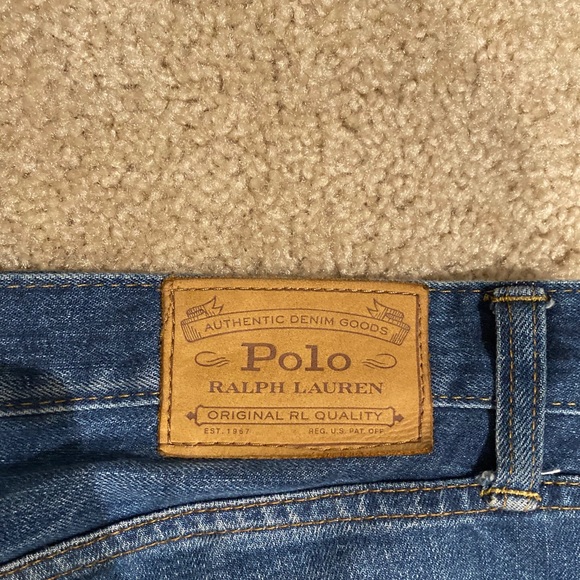 AUTHENTIC DENIM GOODS
Polo
RALPH LAUREN
ORIGINAL RL QUALITY
EST. 1967 REG. U.S. PAT. OFF.